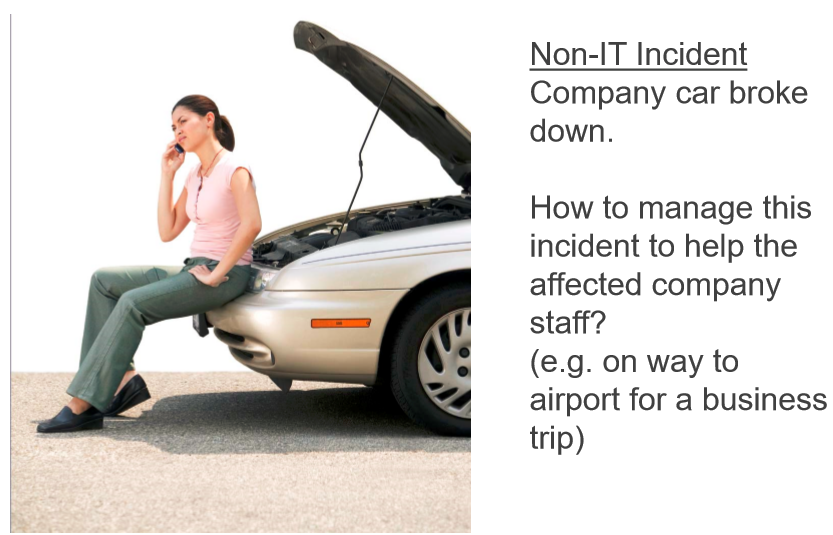 Non-IT Incident
Company car broke
down.
How to manage this
incident to help the
affected company
staff?
(e.g. on way to
airport for a business
trip)